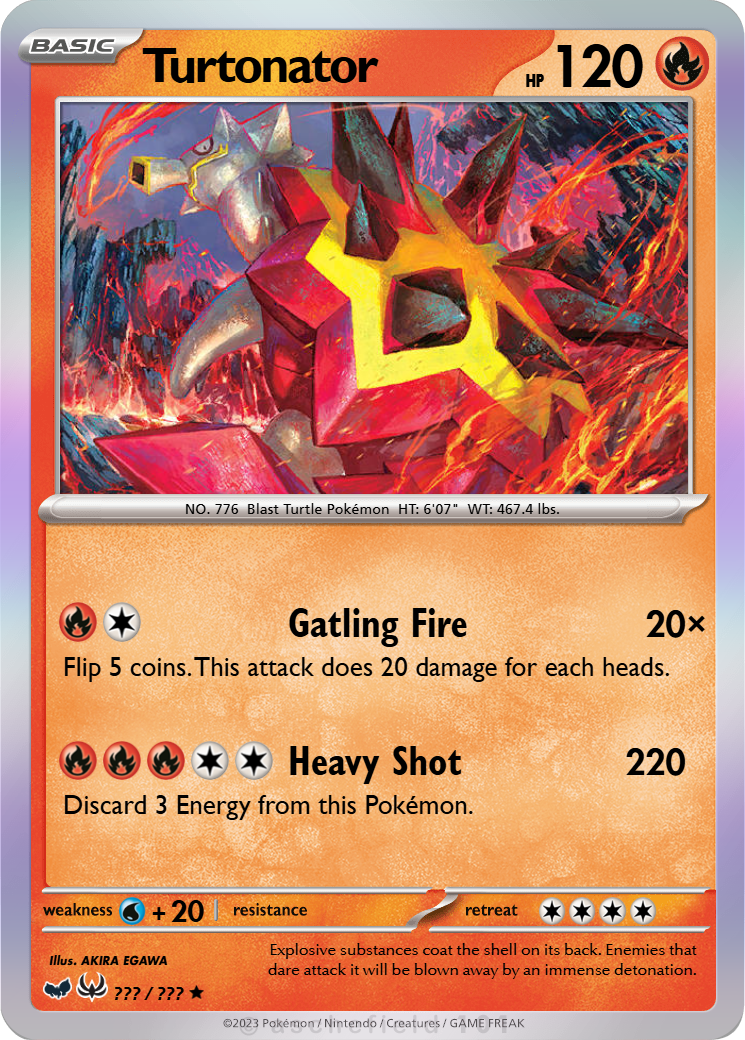 BASIC
Turtonator
HP 120
NO. 776 Blast Turtle Pokémon HT: 6'07" WT: 467.4 lbs.
Gatling Fire 20×
Flip 5 coins. This attack does 20 damage for each heads.
Heavy Shot 220
Discard 3 Energy from this Pokémon.
weakness + 20 resistance retreat
Illus. AKIRA EGAWA
Explosive substances coat the shell on its back. Enemies that
dare attack it will be blown away by an immense detonation.
??? / ??? ★
©2023 Pokémon / Nintendo / Creatures / GAME FREAK